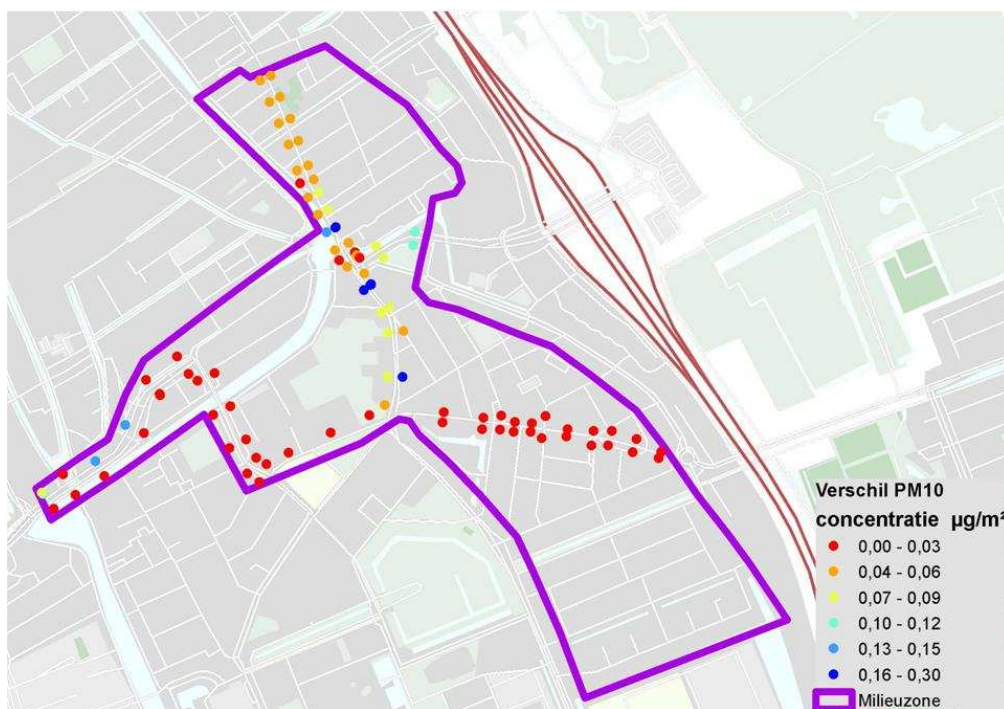 Verschil PM10
concentratie µg/m³
0,00 - 0,03
0,04 - 0,06
0,07 - 0,09
0,10 - 0,12
0,13 - 0,15
0,16 - 0,30
Milieuzone